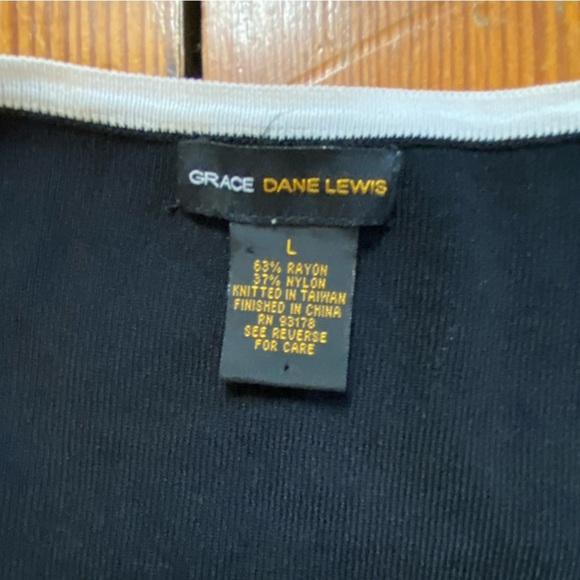 GRACE DANE LEWIS
L
63% RAYON
37% NYLON
KNITTED IN TAIWAN
FINISHED IN CHINA
RN 93178
SEE REVERSE
FOR CARE